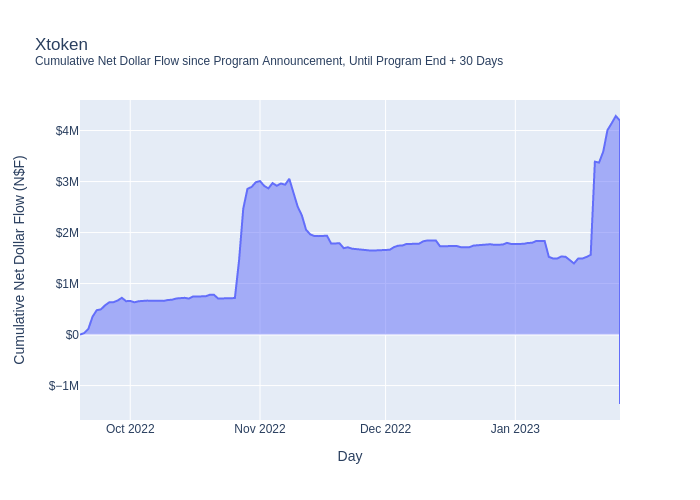 Xtoken
Cumulative Net Dollar Flow since Program Announcement, Until Program End + 30 Days
Cumulative Net Dollar Flow (N$F)
$4M
$3M
$2M
$1M
$0
$−1M
Oct 2022 Nov 2022 Dec 2022 Jan 2023
Day